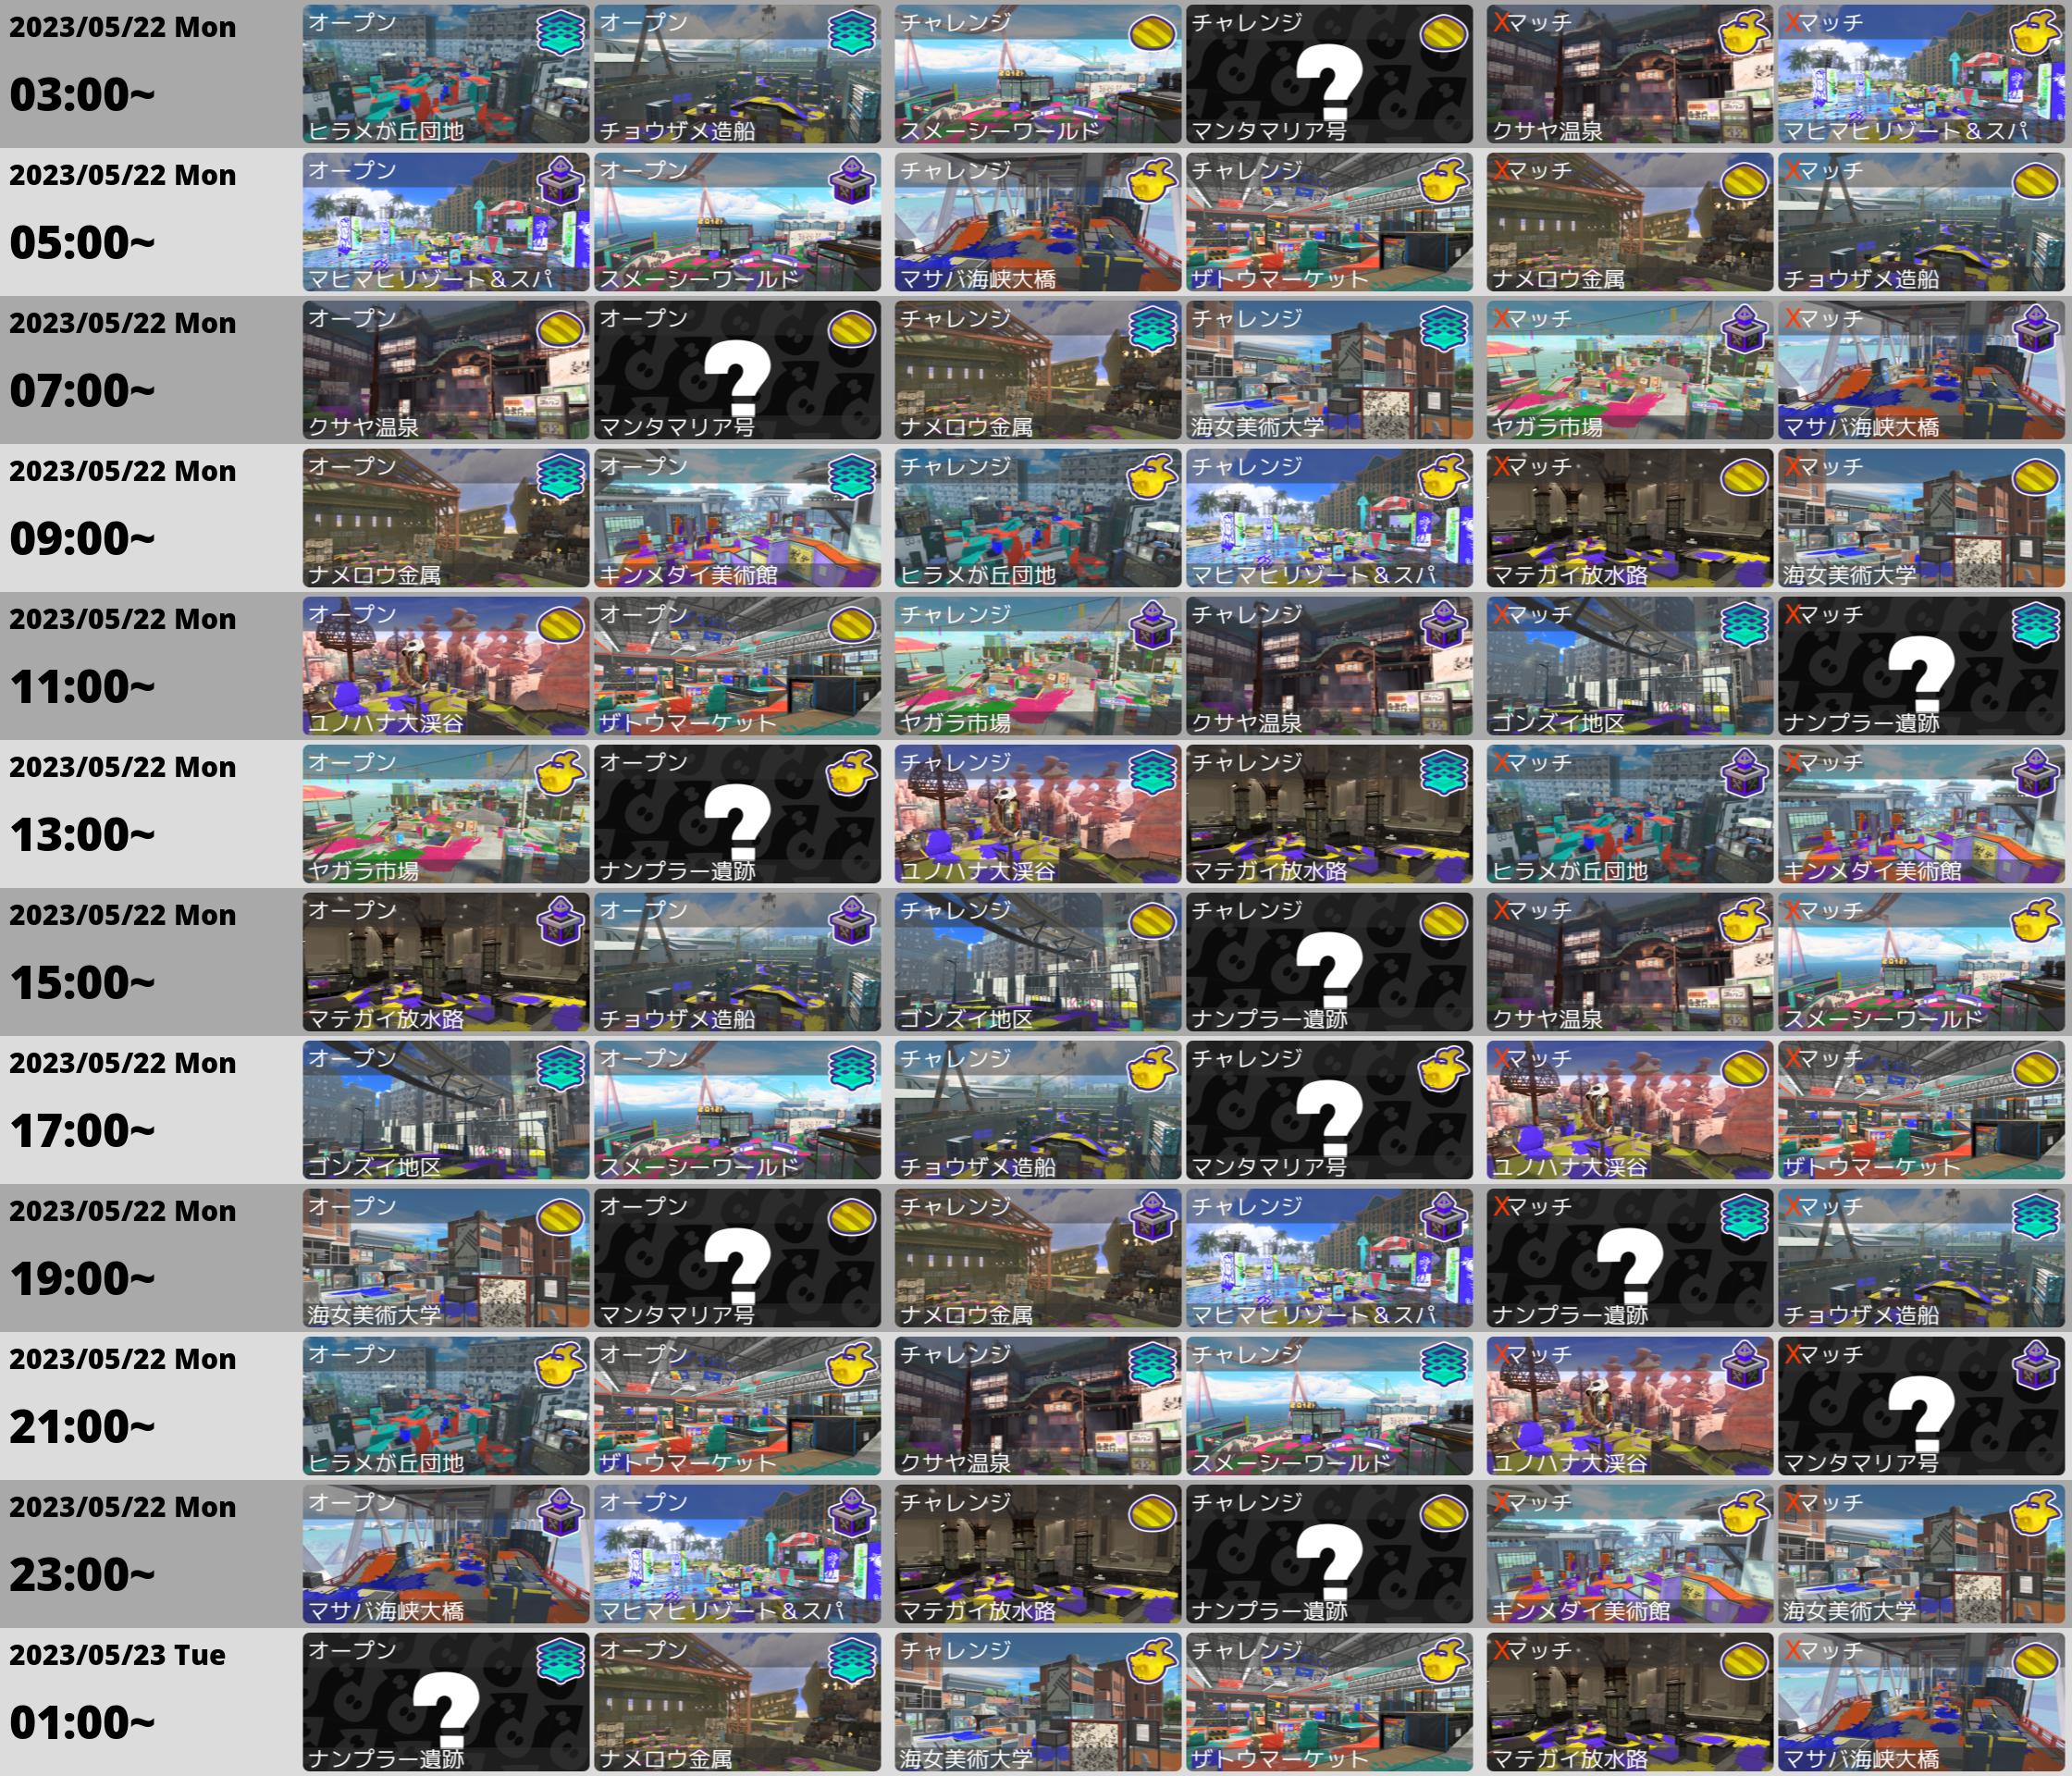 2023/05/22 Mon
03:00~
オープン オープン チャレンジ チャレンジ Xマッチ Xマッチ
ヒラメが丘団地 チョウザメ造船 スメーシーワールド マンタマリア号 クサヤ温泉 マヒマヒリゾート&スパ
2023/05/22 Mon
05:00~
オープン オープン チャレンジ チャレンジ Xマッチ Xマッチ
マヒマヒリゾート&スパ スメーシーワールド マサバ海峡大橋 ザトウマーケット ナメロウ金属 チョウザメ造船
2023/05/22 Mon
07:00~
オープン オープン チャレンジ チャレンジ Xマッチ Xマッチ
クサヤ温泉 マンタマリア号 ナメロウ金属 海女美術大学 ヤガラ市場 マサバ海峡大橋
2023/05/22 Mon
09:00~
オープン オープン チャレンジ チャレンジ Xマッチ Xマッチ
ナメロウ金属 キンメダイ美術館 ヒラメが丘団地 マヒマヒリゾート&スパ マテガイ放水路 海女美術大学
2023/05/22 Mon
11:00~
オープン オープン チャレンジ チャレンジ Xマッチ Xマッチ
ユノハナ大渓谷 ザトウマーケット ヤガラ市場 クサヤ温泉 ゴンズイ地区 ナンプラー遺跡
2023/05/22 Mon
13:00~
オープン オープン チャレンジ チャレンジ Xマッチ Xマッチ
ヤガラ市場 ナンプラー遺跡 ユノハナ大渓谷 マテガイ放水路 ヒラメが丘団地 キンメダイ美術館
2023/05/22 Mon
15:00~
オープン オープン チャレンジ チャレンジ Xマッチ Xマッチ
マテガイ放水路 チョウザメ造船 ゴンズイ地区 ナンプラー遺跡 クサヤ温泉 スメーシーワールド
2023/05/22 Mon
17:00~
オープン オープン チャレンジ チャレンジ Xマッチ Xマッチ
ゴンズイ地区 スメーシーワールド チョウザメ造船 マンタマリア号 ユノハナ大渓谷 ザトウマーケット
2023/05/22 Mon
19:00~
オープン オープン チャレンジ チャレンジ Xマッチ Xマッチ
海女美術大学 マンタマリア号 ナメロウ金属 マヒマヒリゾート&スパ ナンプラー遺跡 チョウザメ造船
2023/05/22 Mon
21:00~
オープン オープン チャレンジ チャレンジ Xマッチ Xマッチ
ヒラメが丘団地 ザトウマーケット クサヤ温泉 スメーシーワールド ユノハナ大渓谷 マンタマリア号
2023/05/22 Mon
23:00~
オープン オープン チャレンジ チャレンジ Xマッチ Xマッチ
マサバ海峡大橋 マヒマヒリゾート&スパ マテガイ放水路 ナンプラー遺跡 キンメダイ美術館 海女美術大学
2023/05/23 Tue
01:00~
オープン オープン チャレンジ チャレンジ Xマッチ Xマッチ
ナンプラー遺跡 ナメロウ金属 海女美術大学 ザトウマーケット マテガイ放水路 マサバ海峡大橋